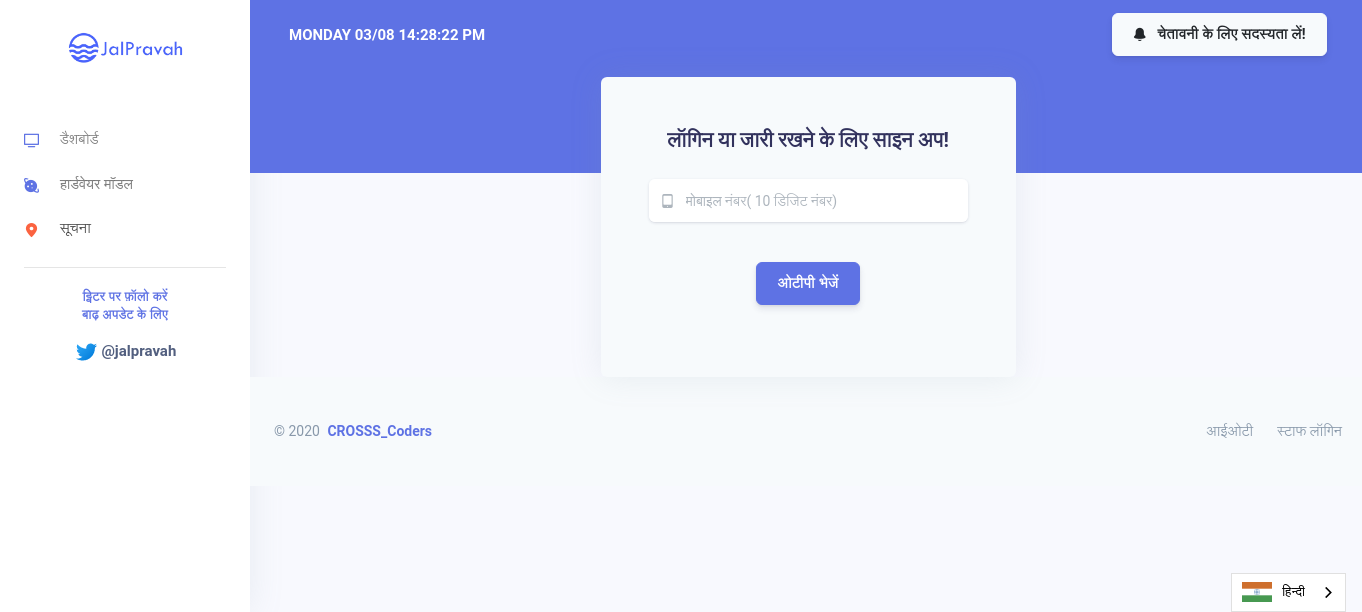 JalPravah
डैशबोर्ड
हार्डवेयर मॉडल
सूचना
ट्विटर पर फ़ॉलो करें
बाढ़ अपडेट के लिए
@jalpravah
MONDAY 03/08 14:28:22 PM
चेतावनी के लिए सदस्यता लें!
लॉगिन या जारी रखने के लिए साइन अप!
मोबाइल नंबर( 10 डिजिट नंबर)
ओटीपी भेजें
© 2020 CROSSS_Coders
आईओटी स्टाफ लॉगिन
हिन्दी